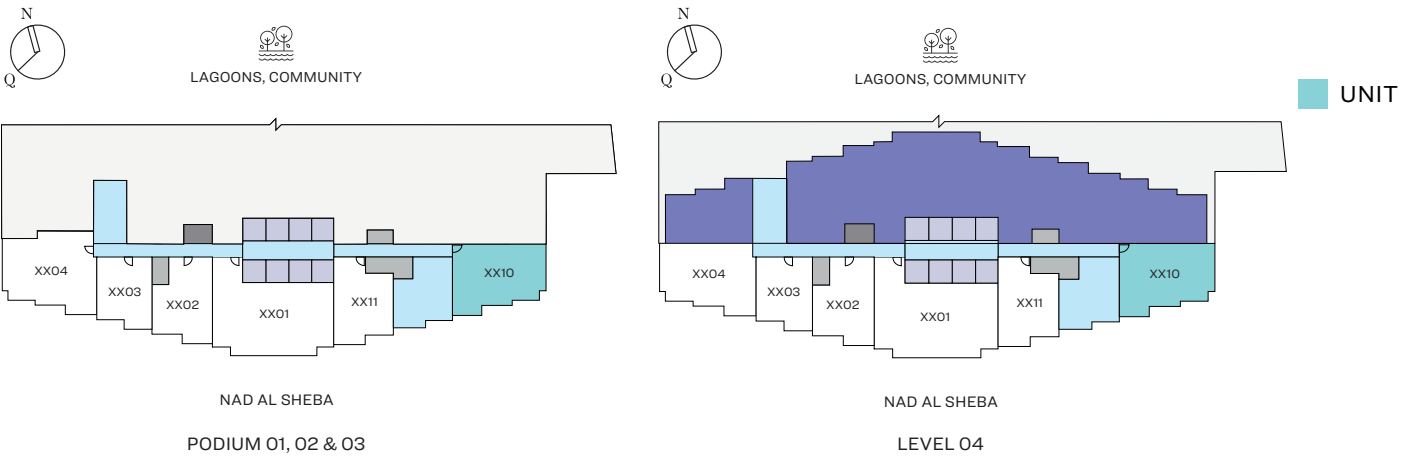 N
Q
LAGOONS, COMMUNITY
XX04
XX03
XX02
XX01
XX11
XX10
NAD AL SHEBA
PODIUM 01, 02 & 03
N
Q
LAGOONS, COMMUNITY
XX04
XX03
XX02
XX01
XX11
XX10
NAD AL SHEBA
LEVEL 04
UNIT